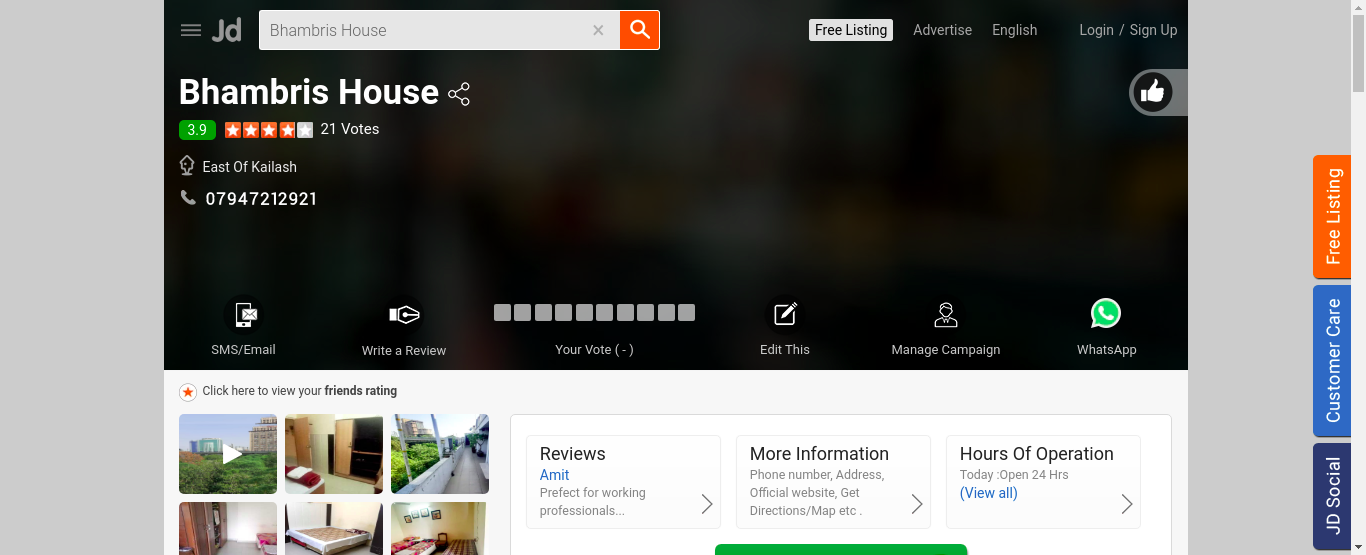 Jd
Bhambris House
Free Listing
Advertise
English
Login / Sign Up
Bhambris House
3.9
21 Votes
East Of Kailash
07947212921
SMS/Email
Write a Review
Your Vote ( - )
Edit This
Manage Campaign
WhatsApp
Click here to view your friends rating
Reviews
Amit
Prefect for working
professionals...
More Information
Phone number, Address,
Official website, Get
Directions/Map etc .
Hours Of Operation
Today :Open 24 Hrs
(View all)
Free Listing
Customer Care
JD Social